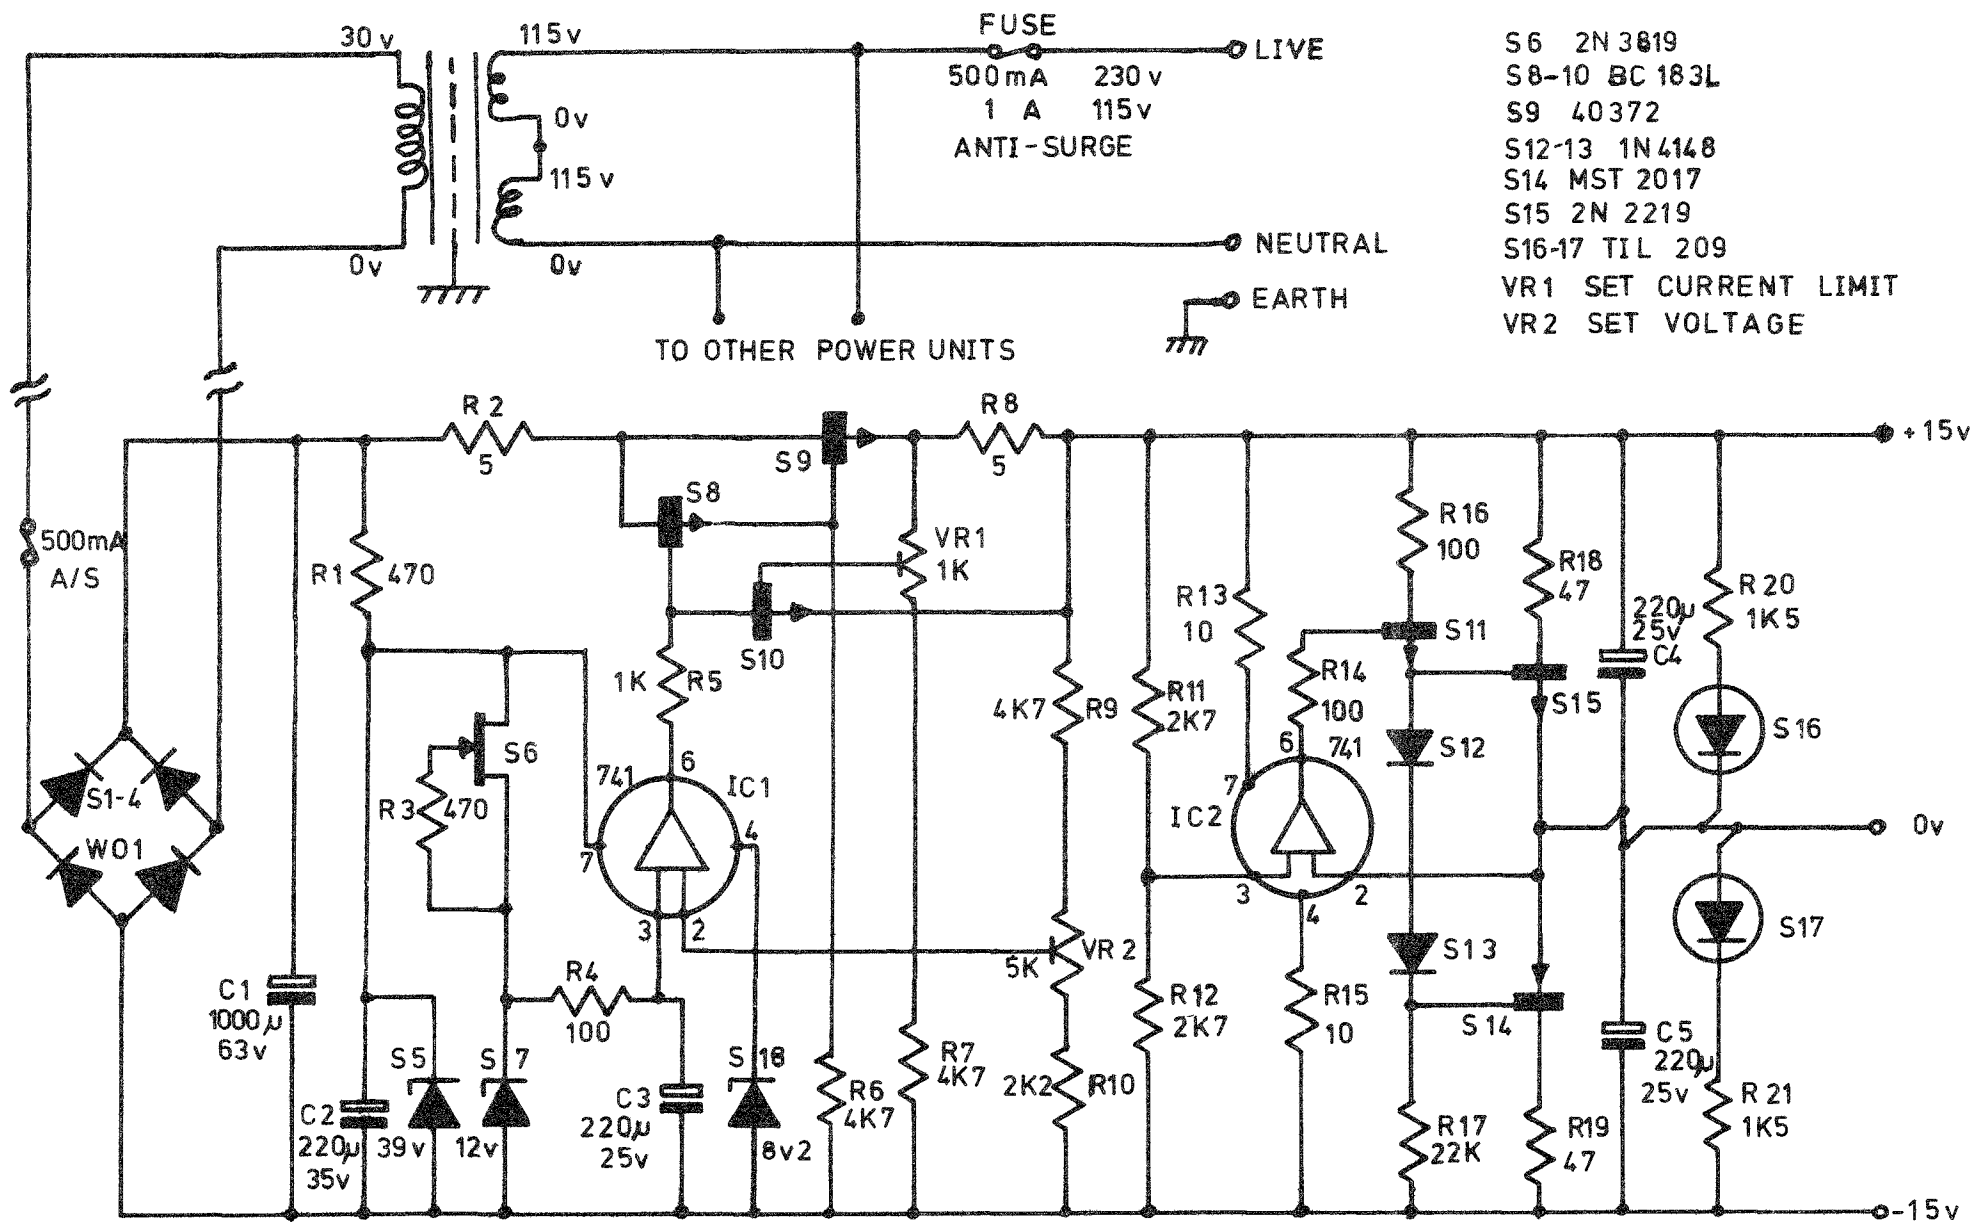 30v
115v
FUSE
LIVE
500mA 230v
1 A 115v
ANTI-SURGE
0v
115v
0v
0v
NEUTRAL
EARTH
TO OTHER POWER UNITS
S6 2N 3819
S8-10 BC 183L
S9 40372
S12-13 1N4148
S14 MST 2017
S15 2N 2219
S16-17 TIL 209
VR1 SET CURRENT LIMIT
VR2 SET VOLTAGE
R2
5
S9
R8
5
+15v
S8
500mA
A/S
R1
470
VR1
1K
S10
1K
R5
R13
10
R16
100
S11
R18
47
220µ
25v
C4
R20
1K5
R14
100
4K7
R9
R11
2K7
S15
S16
S6
R3
470
741
6
IC1
7
4
3
2
6
741
7
IC2
3
4
2
S12
0v
S1-4
W01
S13
S17
5K
VR2
C1
1000µ
63v
R4
100
R12
2K7
R15
10
S14
C5
220µ
25v
S5
39v
S 7
12v
C2
220µ
35v
C3
220µ
25v
S 18
8v2
R6
4K7
R7
4K7
2K2
R10
R17
22K
R19
47
R21
1K5
-15v